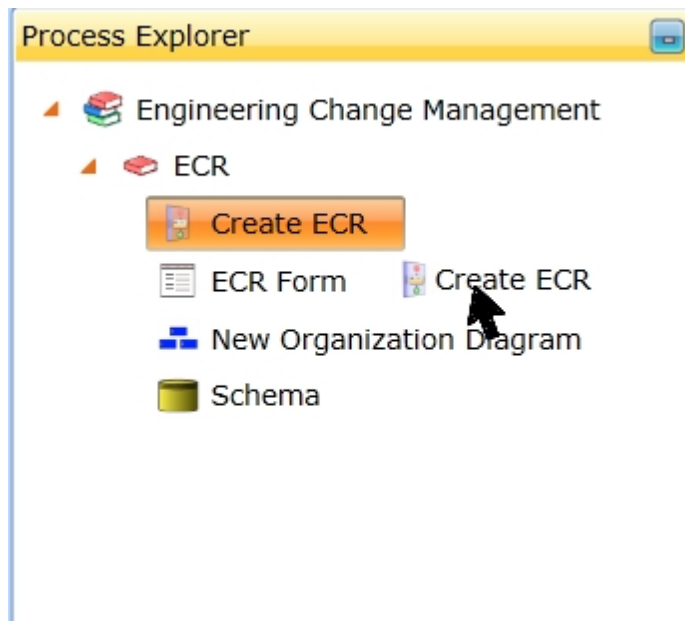 Process Explorer
Engineering Change Management
ECR
Create ECR
ECR Form
Create ECR
New Organization Diagram
Schema